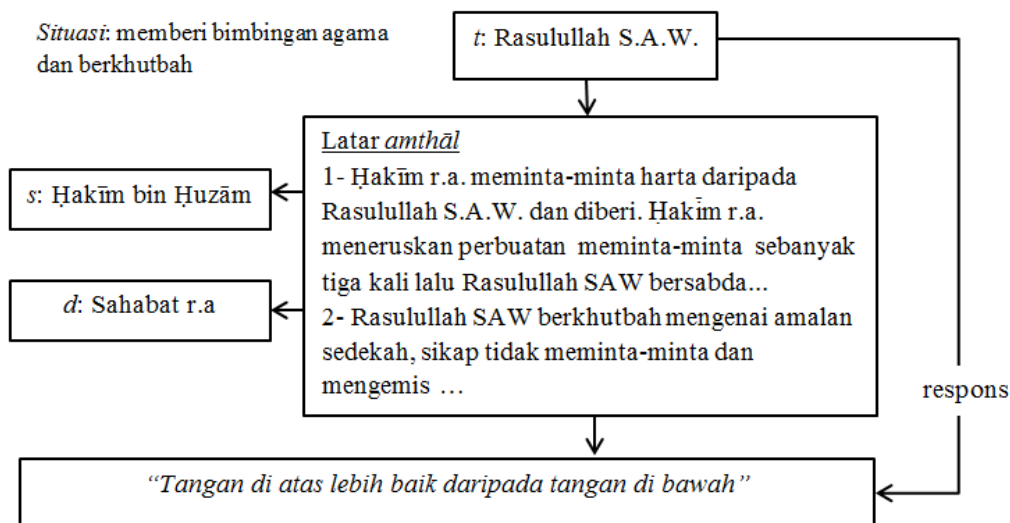 Situasi: memberi bimbingan agama
dan berkhutbah
t: Rasulullah S.A.W.
Latar amthāl
1- Ḥakīm r.a. meminta-minta harta daripada
Rasulullah S.A.W. dan diberi. Ḥakīm r.a.
meneruskan perbuatan meminta-minta sebanyak
tiga kali lalu Rasulullah SAW bersabda...
2- Rasulullah SAW berkhutbah mengenai amalan
sedekah, sikap tidak meminta-minta dan
mengemis ...
s: Ḥakīm bin Ḥuzām
d: Sahabat r.a
respons
“Tangan di atas lebih baik daripada tangan di bawah”